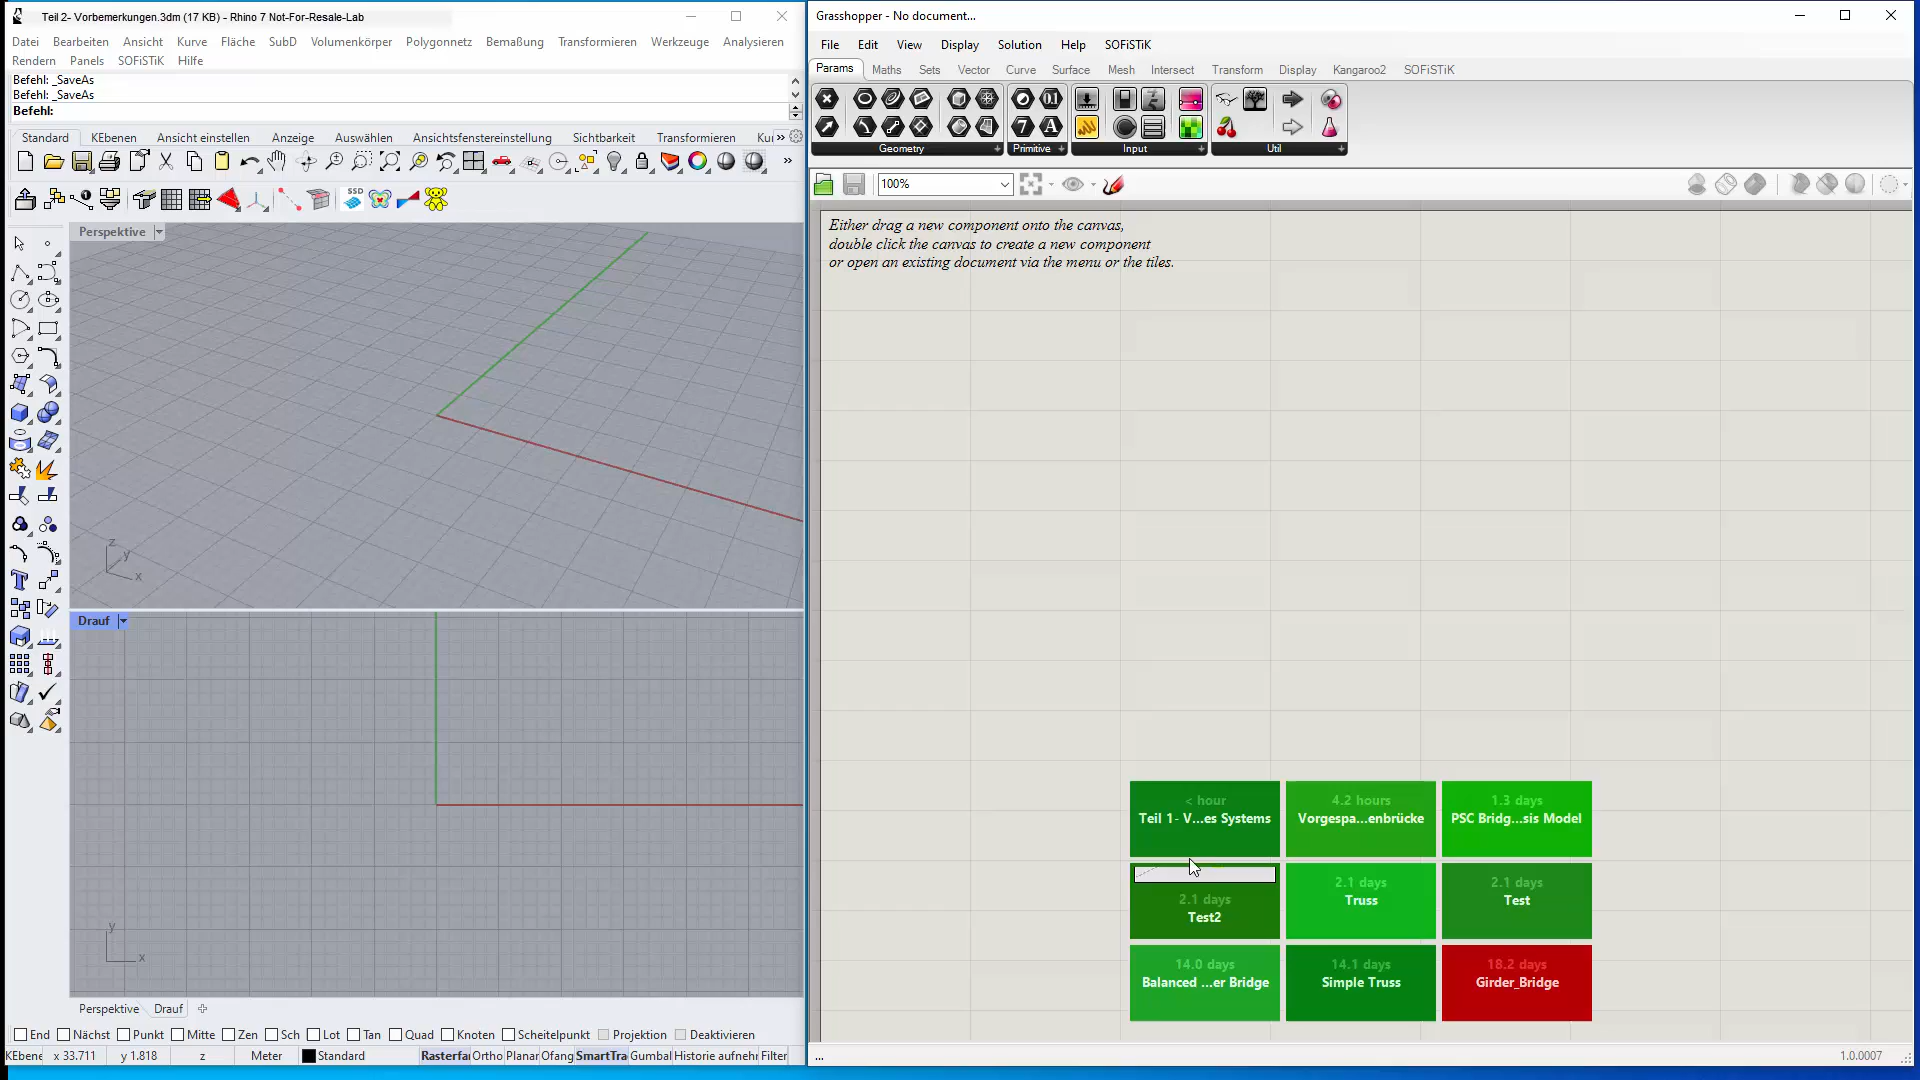 Teil 2- Vorbemerkungen.3dm (17 KB) - Rhino 7 Not-For-Resale-Lab
Datei Bearbeiten Ansicht Kurve Fläche SubD Volumenkörper Polygonnetz Bemaßung Transformieren Werkzeuge Analysieren
Rendern Panels SOFiSTiK Hilfe
Befehl: _SaveAs
Befehl: _SaveAs
Befehl:
Standard KEbenen Ansicht einstellen Anzeige Auswählen Ansichtsfenstereinstellung Sichtbarkeit Transformieren Ku
SSD
Perspektive
z
y
x
Drauf
y
x
Perspektive Drauf
End Nächst Punkt Mitte Zen Sch Lot Tan Quad Knoten Scheitelpunkt Projektion Deaktivieren
KEbene x 33.711 y 1.818 z Meter Standard Rasterfa Ortho Planar Ofang SmartTra Gumbal Historie aufnehr Filter
Grasshopper - No document...
File Edit View Display Solution Help SOFiSTiK
Params Maths Sets Vector Curve Surface Mesh Intersect Transform Display Kangaroo2 SOFiSTiK
Geometry Primitive Input Util
100%
Either drag a new component onto the canvas,
double click the canvas to create a new component
or open an existing document via the menu or the tiles.
< hour
Teil 1- V...es Systems
4.2 hours
Vorgespa...enbrücke
1.3 days
PSC Bridg...sis Model
2.1 days
Test2
2.1 days
Truss
2.1 days
Test
14.0 days
Balanced ...er Bridge
14.1 days
Simple Truss
18.2 days
Girder_Bridge
...
1.0.0007